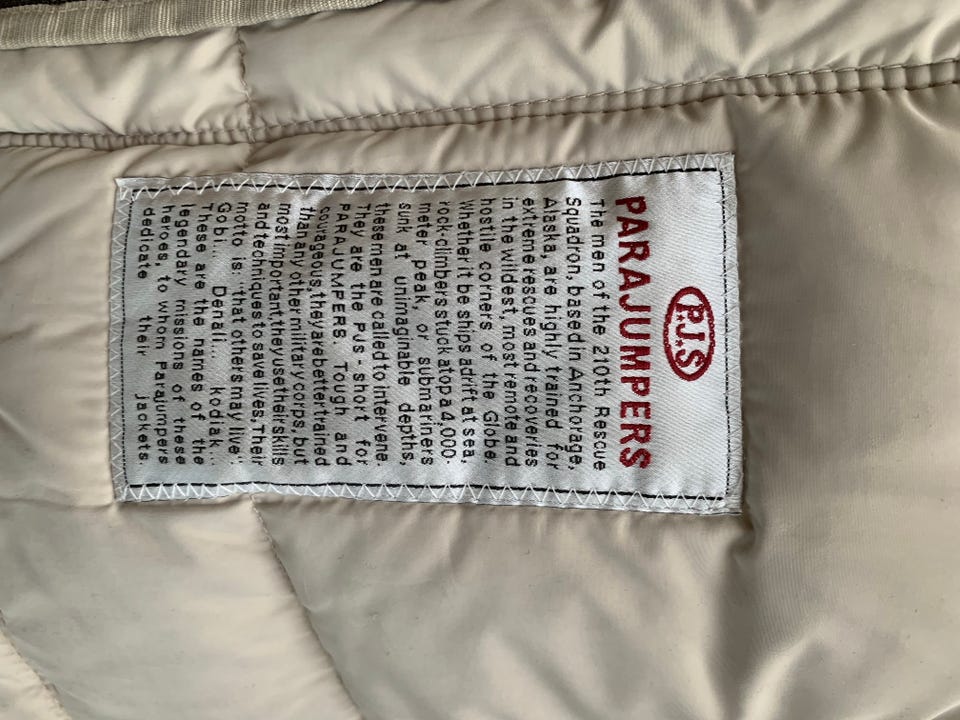 P.J.S
PARAJUMPERS
The men of the 210th Rescue
Squadron, based in Anchorage,
Alaska, are highly trained for
extreme rescues and recoveries
in the wildest, most remote and
hostile corners of the Globe.
Whether it be ships adrift at sea,
rock-climbers stuck atop a 4,000-
meter peak, or submariners
sunk at unimaginable depths,
these men are called to intervene.
They are the PJS - short for
PARAJUMPERS Tough and
courageous, they are better trained
than any other military corps, but
most important, they use their skills
and techniques to save lives. Their
motto is: "that others may live".
Gobi... Denali... Kodiak...
These are the names of the
legendary missions of these
heroes, to whom Parajumpers
dedicate their jackets.